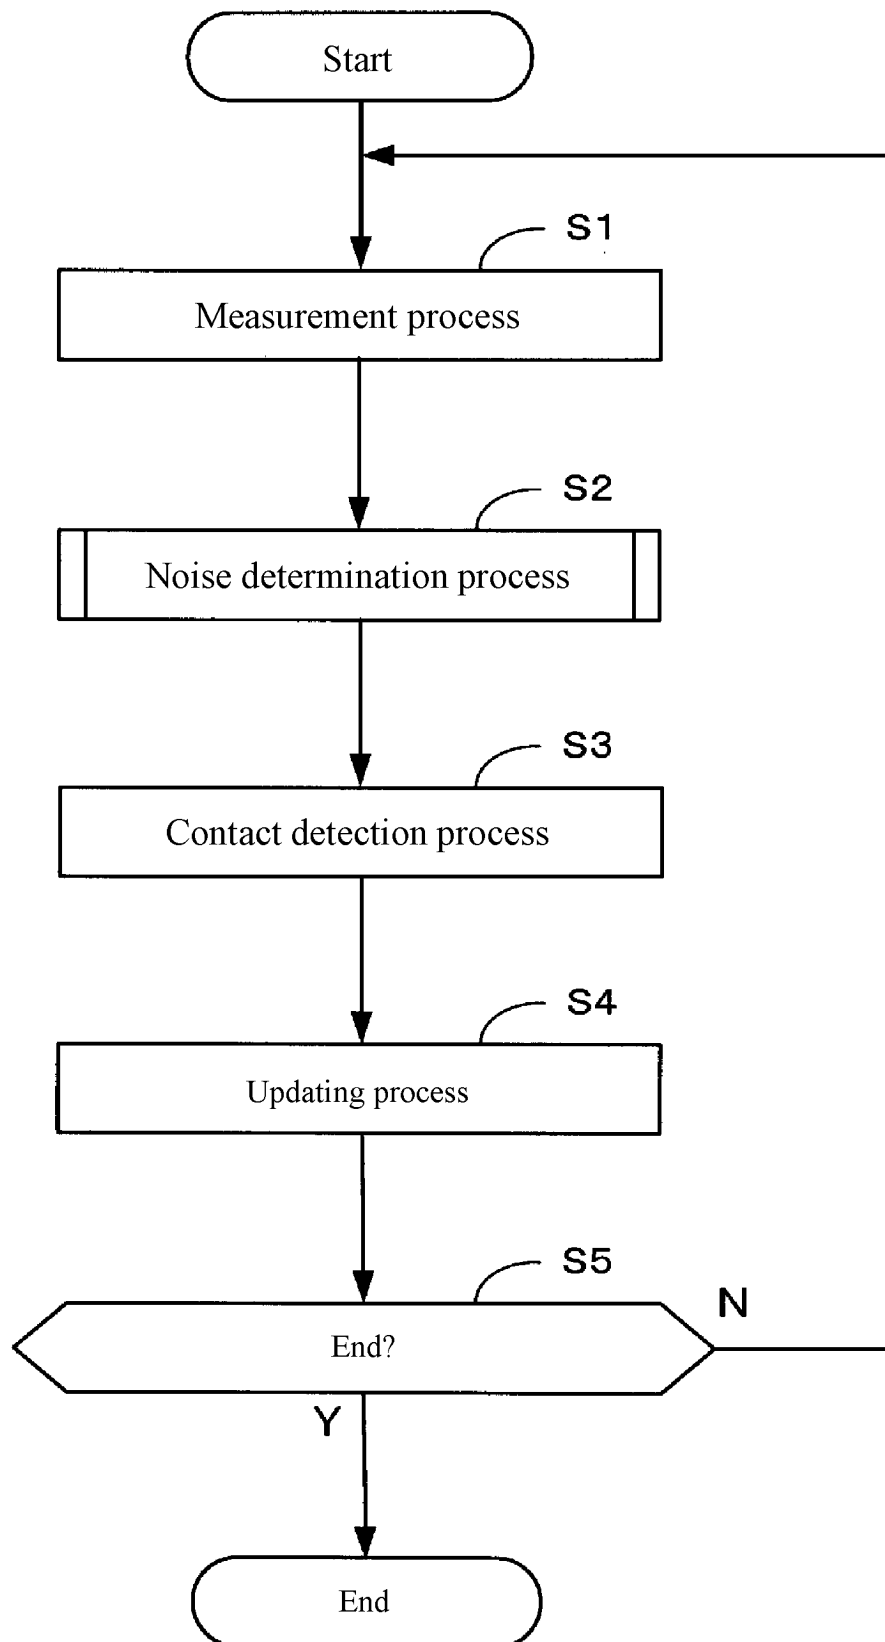 Start
S1
Measurement process
S2
Noise determination process
S3
Contact detection process
S4
Updating process
S5
N
End?
Y
End